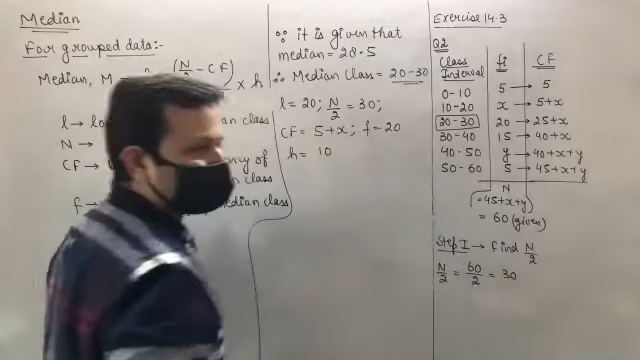 Median
For grouped data:-
Median, M = (N/2 - CF) × h
l → lo an class
N →
CF → cy of
an class
f → edian class
∵ it is given that
median = 28.5
∴ Median Class = 20-30
l = 20; N/2 = 30;
CF = 5+x; f = 20
h = 10
Exercise 14.3
Q2
Class Interval fi CF
0-10 5 → 5
10-20 x → 5+x
20 → 25+x
30-40 15 → 40+x
40-50 y → 40+x+y
50-60 5 → 45+x+y
N
= 45+x+y
= 60 (given)
Step I → Find N/2
N/2 = 60/2 = 30